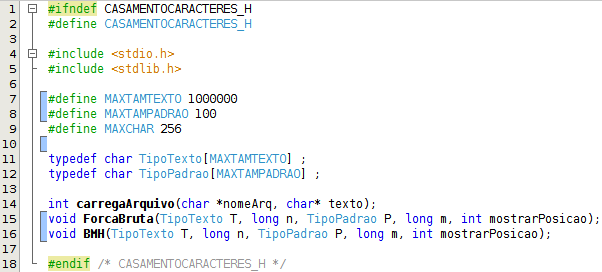 1 #ifndef CASAMENTOCARACTERES_H
2 #define CASAMENTOCARACTERES_H
3
4 #include <stdio.h>
5 #include <stdlib.h>
6
7 #define MAXTAMTEXTO 1000000
8 #define MAXTAMPADRAO 100
9 #define MAXCHAR 256
10
11 typedef char TipoTexto[MAXTAMTEXTO] ;
12 typedef char TipoPadrao[MAXTAMPADRAO] ;
13
14 int carregaArquivo(char *nomeArq, char* texto);
15 void ForcaBruta(TipoTexto T, long n, TipoPadrao P, long m, int mostrarPosicao);
16 void BMH(TipoTexto T, long n, TipoPadrao P, long m, int mostrarPosicao);
17
18 #endif /* CASAMENTOCARACTERES_H */